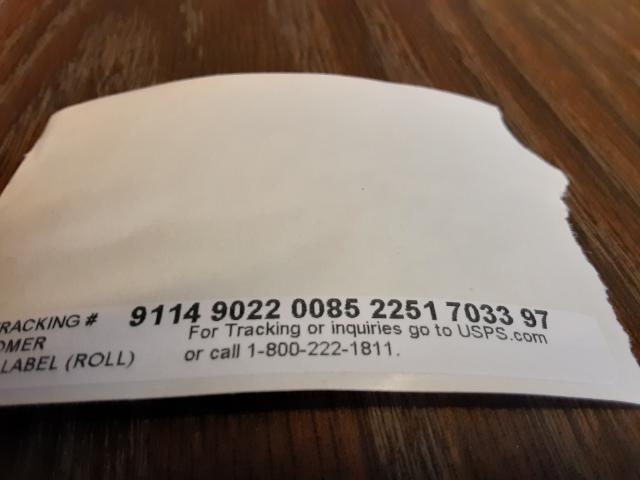 RACKING # 9114 9022 0085 2251 7033 97
OMER For Tracking or inquiries go to USPS.com
LABEL (ROLL) or call 1-800-222-1811.